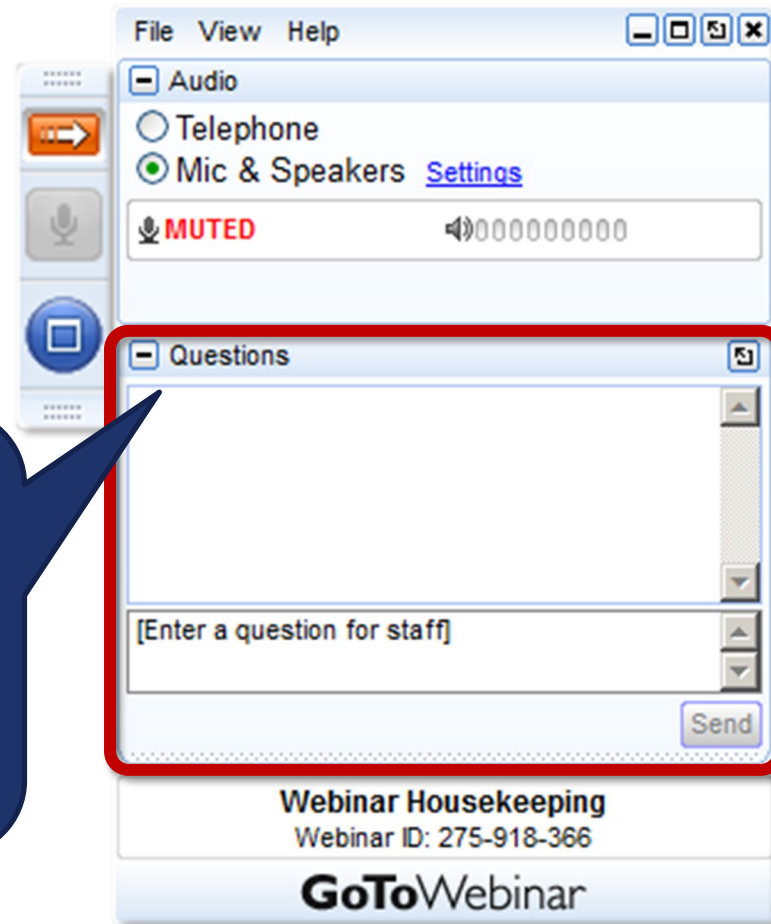 File View Help
Audio
Telephone
Mic & Speakers Settings
MUTED 000000000
Questions
[Enter a question for staff]
Send
Webinar Housekeeping
Webinar ID: 275-918-366
GoToWebinar